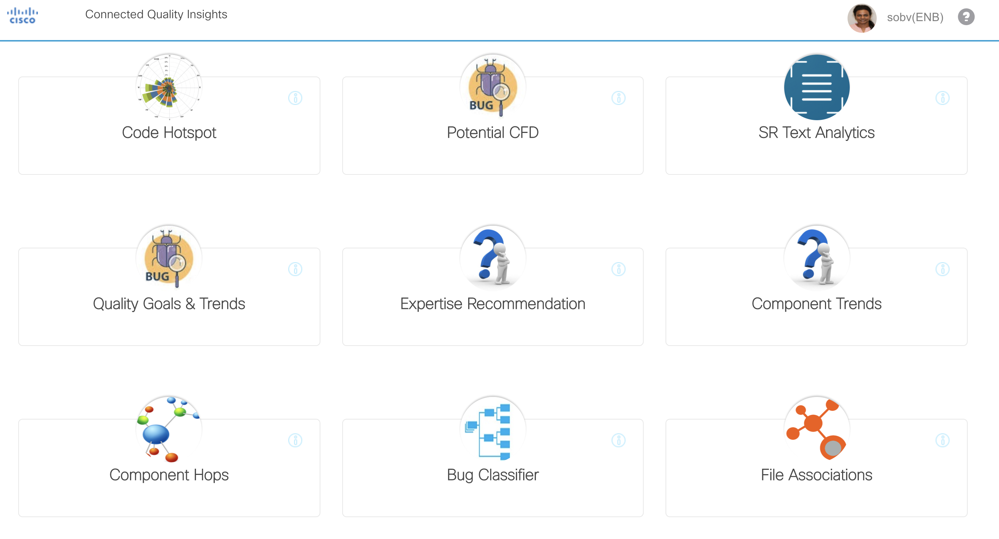 CISCO
Connected Quality Insights
sobv(ENB)
?
Code Hotspot
BUG
Potential CFD
SR Text Analytics
BUG
Quality Goals & Trends
Expertise Recommendation
Component Trends
Component Hops
Bug Classifier
File Associations